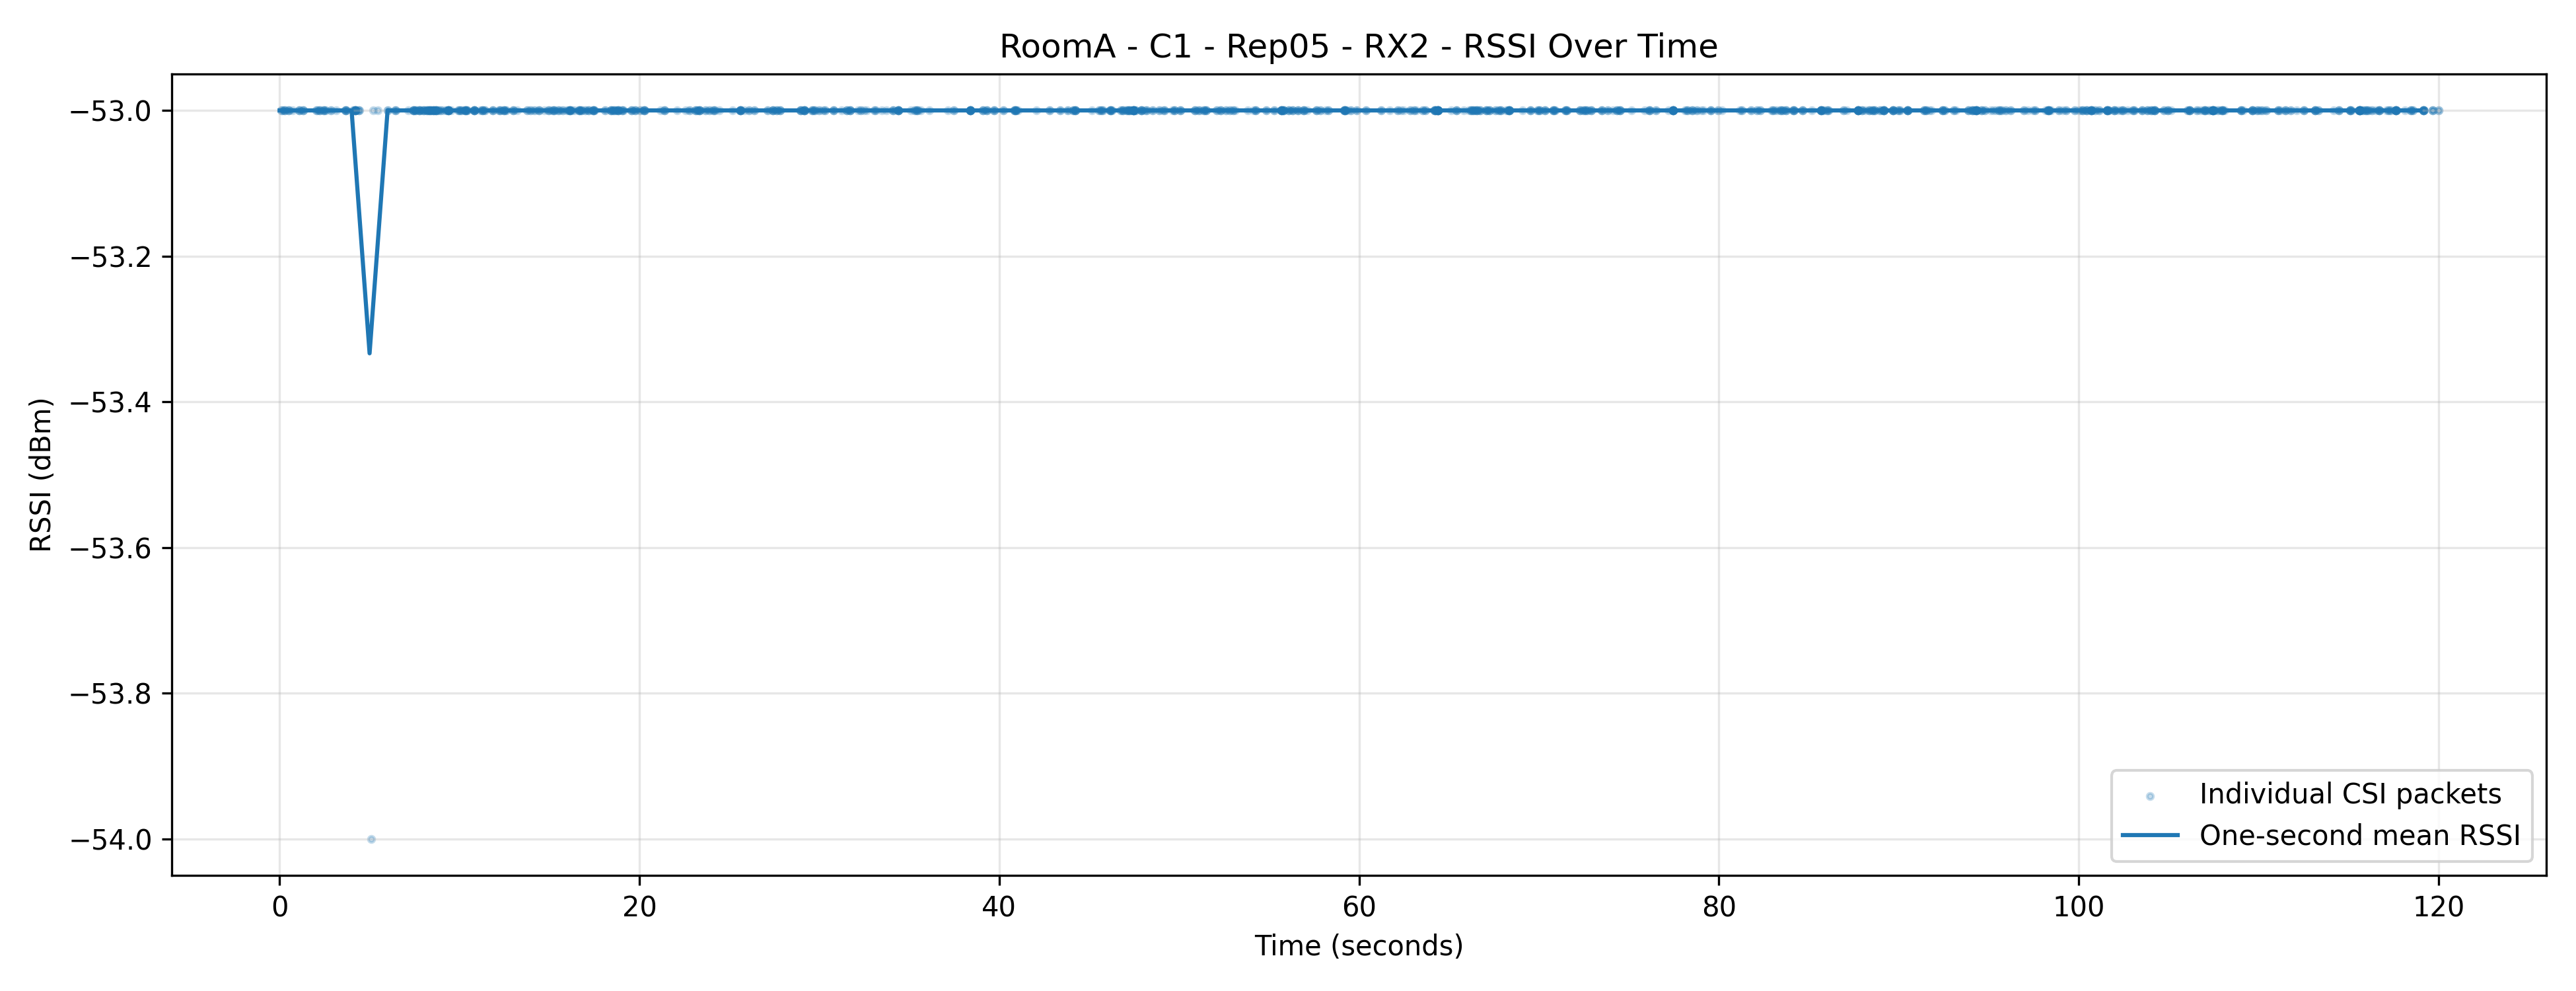 RoomA - C1 - Rep05 - RX2 - RSSI Over Time
RSSI (dBm)
−53.0
−53.2
−53.4
−53.6
−53.8
−54.0
0
20
40
60
80
100
120
Time (seconds)
Individual CSI packets
One-second mean RSSI